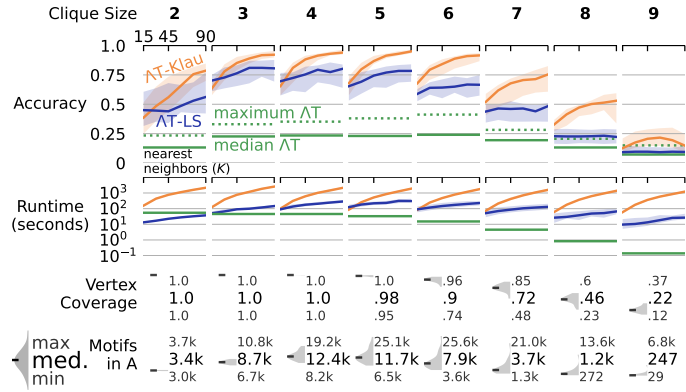 Clique Size 2 3 4 5 6 7 8 9
15 45 90
1.0
0.75
Accuracy 0.5
0.25
0
ΛT-Klau
ΛT-LS
maximum ΛT
median ΛT
nearest
neighbors (K)
Runtime
(seconds)
10³
10²
10¹
10⁰
10⁻¹
Vertex
Coverage
1.0 1.0 1.0 1.0 .96 .85 .6 .37
1.0 1.0 1.0 .98 .9 .72 .46 .22
1.0 1.0 1.0 .95 .74 .48 .23 .12
max
med.
min
Motifs
in A
3.7k 10.8k 19.2k 25.1k 25.6k 21.0k 13.6k 6.8k
3.4k 8.7k 12.4k 11.7k 7.9k 3.7k 1.2k 247
3.0k 6.7k 8.2k 6.5k 3.6k 1.3k 272 29